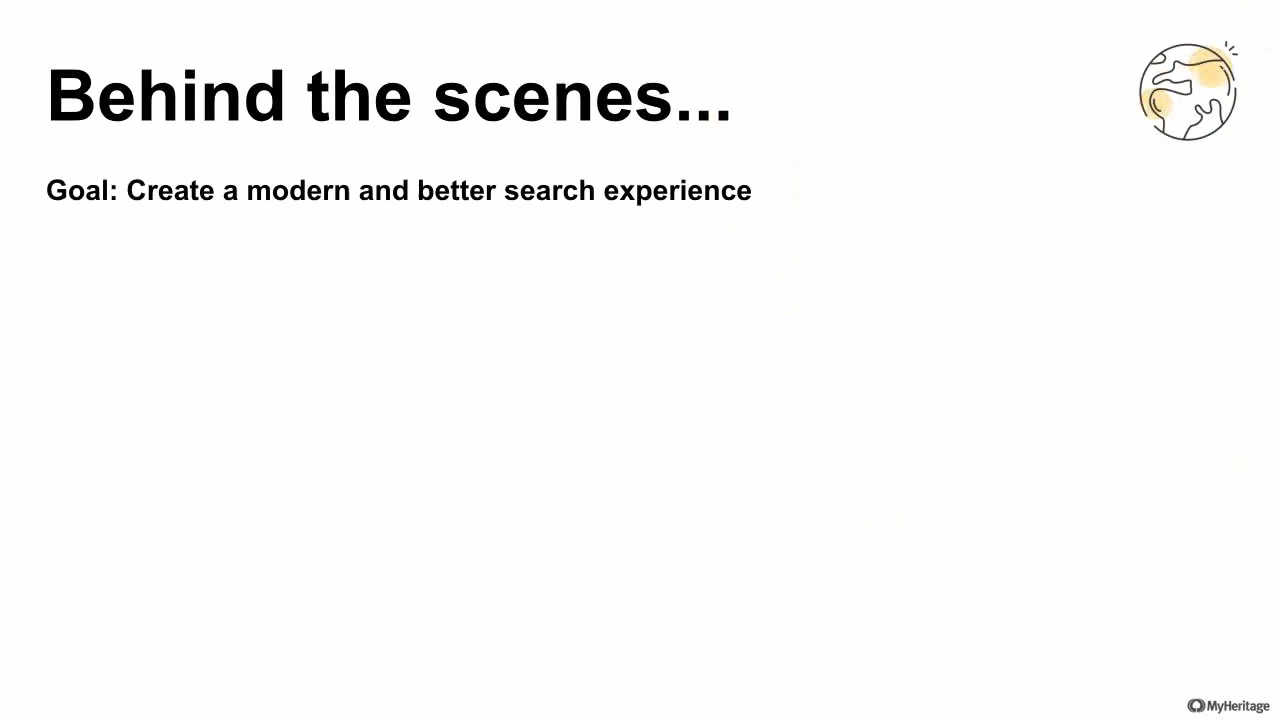 Behind the scenes...
Goal: Create a modern and better search experience
MyHeritage